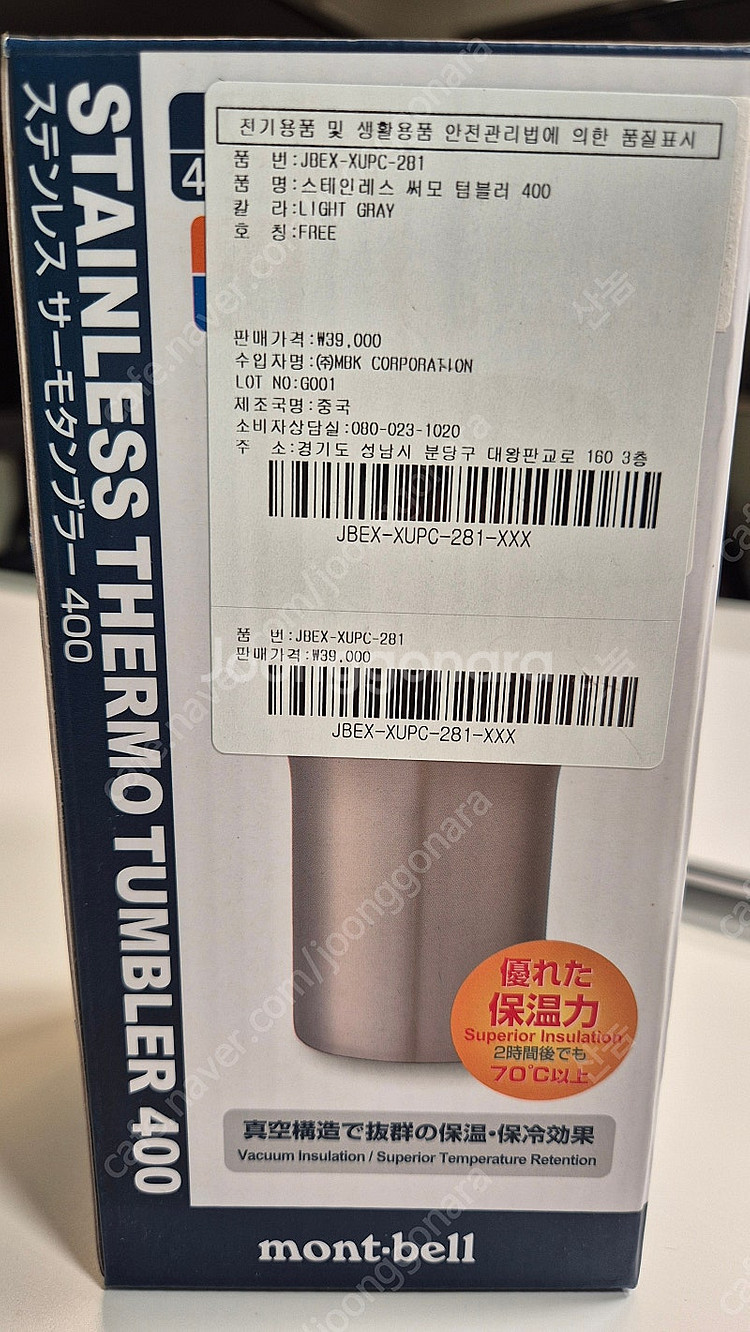 STAINLESS THERMO TUMBLER 400
ステンレス サーモタンブラー 400
4
전기용품 및 생활용품 안전관리법에 의한 품질표시
품 번:JBEX-XUPC-281
품 명:스테인레스 써모 텀블러 400
칼 라:LIGHT GRAY
호 칭:FREE
판매가격:₩39,000
수입자명:㈜MBK CORPORATION
LOT NO:G001
제조국명:중국
소비자상담실:080-023-1020
주 소:경기도 성남시 분당구 대왕판교로 160 3층
JBEX-XUPC-281-XXX
품 번:JBEX-XUPC-281
판매가격:₩39,000
JBEX-XUPC-281-XXX
優れた
保温力
Superior Insulation
2時間後でも
70℃以上
真空構造で抜群の保温・保冷効果
Vacuum Insulation / Superior Temperature Retention
mont-bell
Joonggonara
cafe.naver.com/joonggonara
산놈